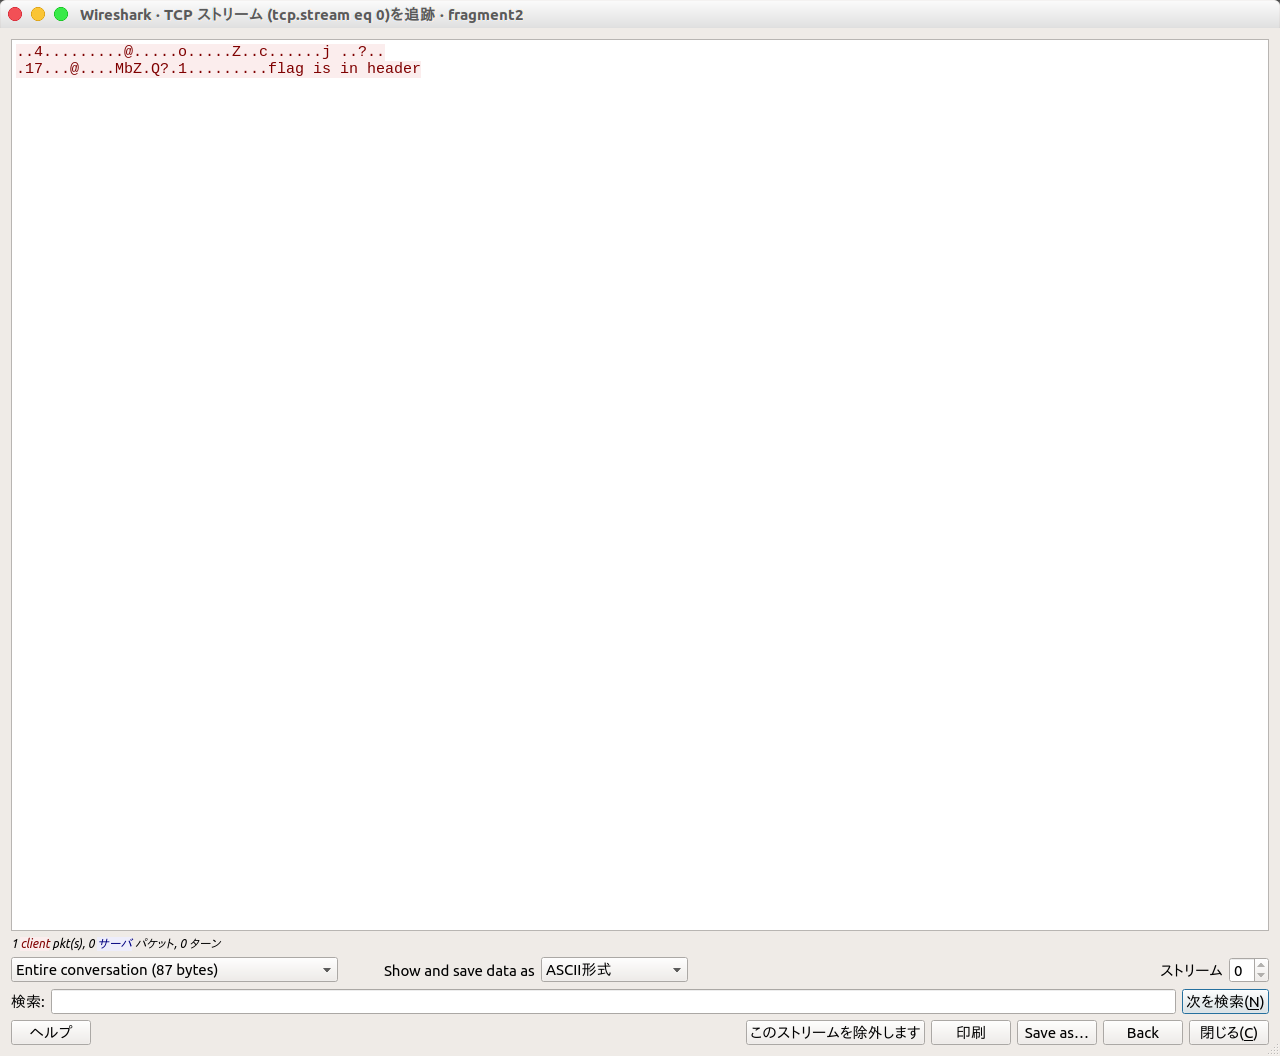 Wireshark · TCP ストリーム (tcp.stream eq 0)を追跡 · fragment2
..4.........@.....o.....Z..c......j ..?..
.17...@....MbZ.Q?.1.........flag is in header
1 client pkt(s), 0 サーバ パケット, 0 ターン
Entire conversation (87 bytes) Show and save data as ASCII形式 ストリーム 0
検索: 次を検索(N)
ヘルプ このストリームを除外します 印刷 Save as… Back 閉じる(C)